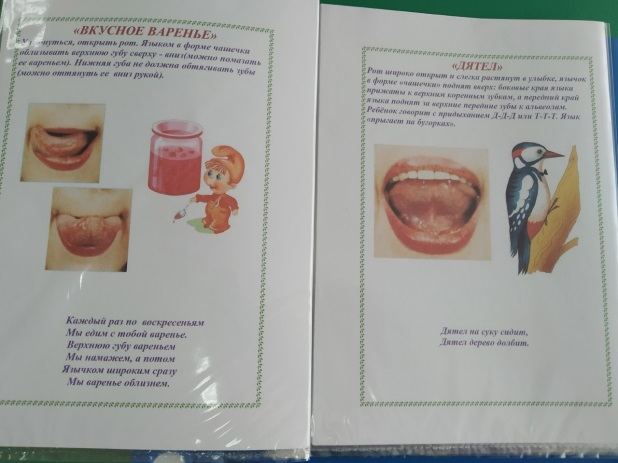 «ВКУСНОЕ ВАРЕНЬЕ»
открыть рот. Языком в форме чашечки
облизывать верхнюю губу сверху - вниз(можно помазать
ее вареньем). Нижняя губа не должна обтягивать зубы
(можно оттянуть ее вниз рукой).
Каждый раз по воскресеньям
Мы едим с тобой варенье.
Верхнюю губу вареньем
Мы намажем, а потом
Язычком широким сразу
Мы варенье оближем.
«ДЯТЕЛ»
Рот широко открыт и слегка растянут в улыбке, язычок
в форме «чашечки» поднят вверх: боковые края языка
прижаты к верхним коренным зубкам, а передний край
языка поднят за верхние передние зубы к альвеолам.
Ребёнок говорит с придыханием Д-Д-Д или Т-Т-Т. Язык
«прыгает на бугорках».
Дятел на суку сидит,
Дятел дерево долбит.